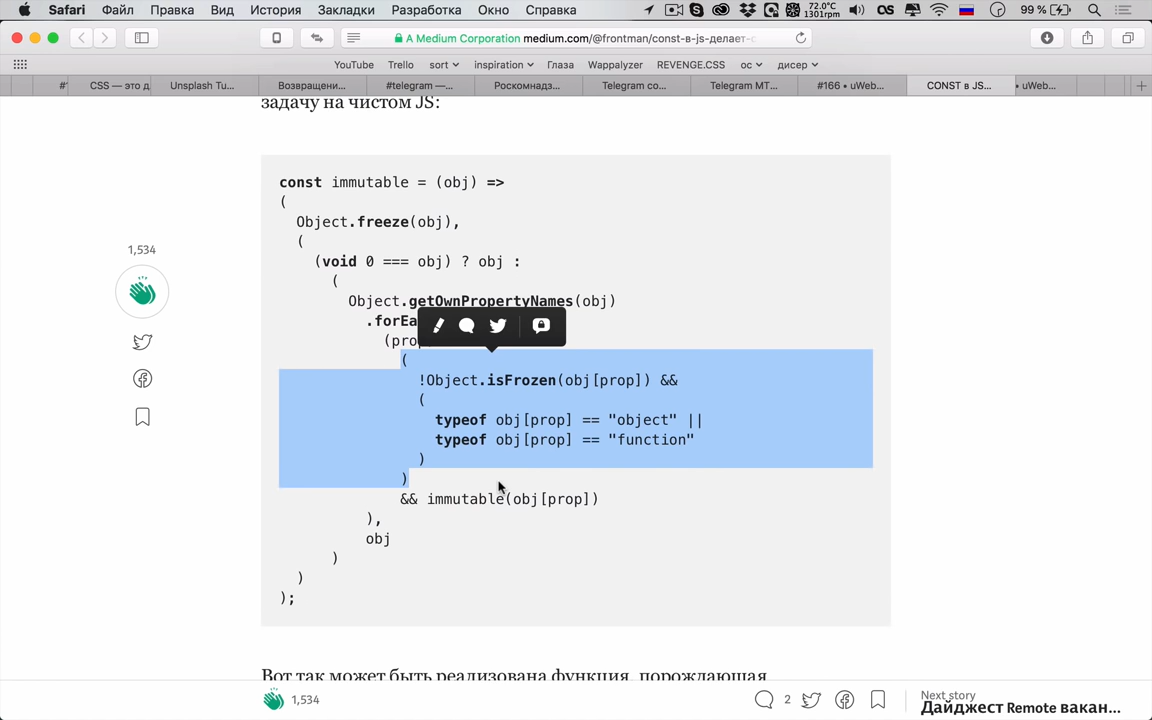 Safari Файл Правка Вид История Закладки Разработка Окно Справка 72.0°C 1301rpm OS 99 %
A Medium Corporation medium.com/@frontman/const-в-js-делает-
YouTube Trello sort inspiration Глаза Wappalyzer REVENGE.CSS ос дисер
CSS — это д Unsplash Tu... Возвращени... #telegram —... Роскомнадз... Telegram co... Telegram MT... #166 • uWeb... CONST в JS... • uWeb...
задачу на чистом JS:
const immutable = (obj) =>
(
Object.freeze(obj),
(
(void 0 === obj) ? obj :
(
Object.getOwnPropertyNames(obj)
.forEa
(pro
(
!Object.isFrozen(obj[prop]) &&
(
typeof obj[prop] == "object" ||
typeof obj[prop] == "function"
)
)
&& immutable(obj[prop])
),
obj
)
)
);
1,534
Вот так может быть реализована функция, порождающая
1,534
2
Next story
Дайджест Remote вакан...